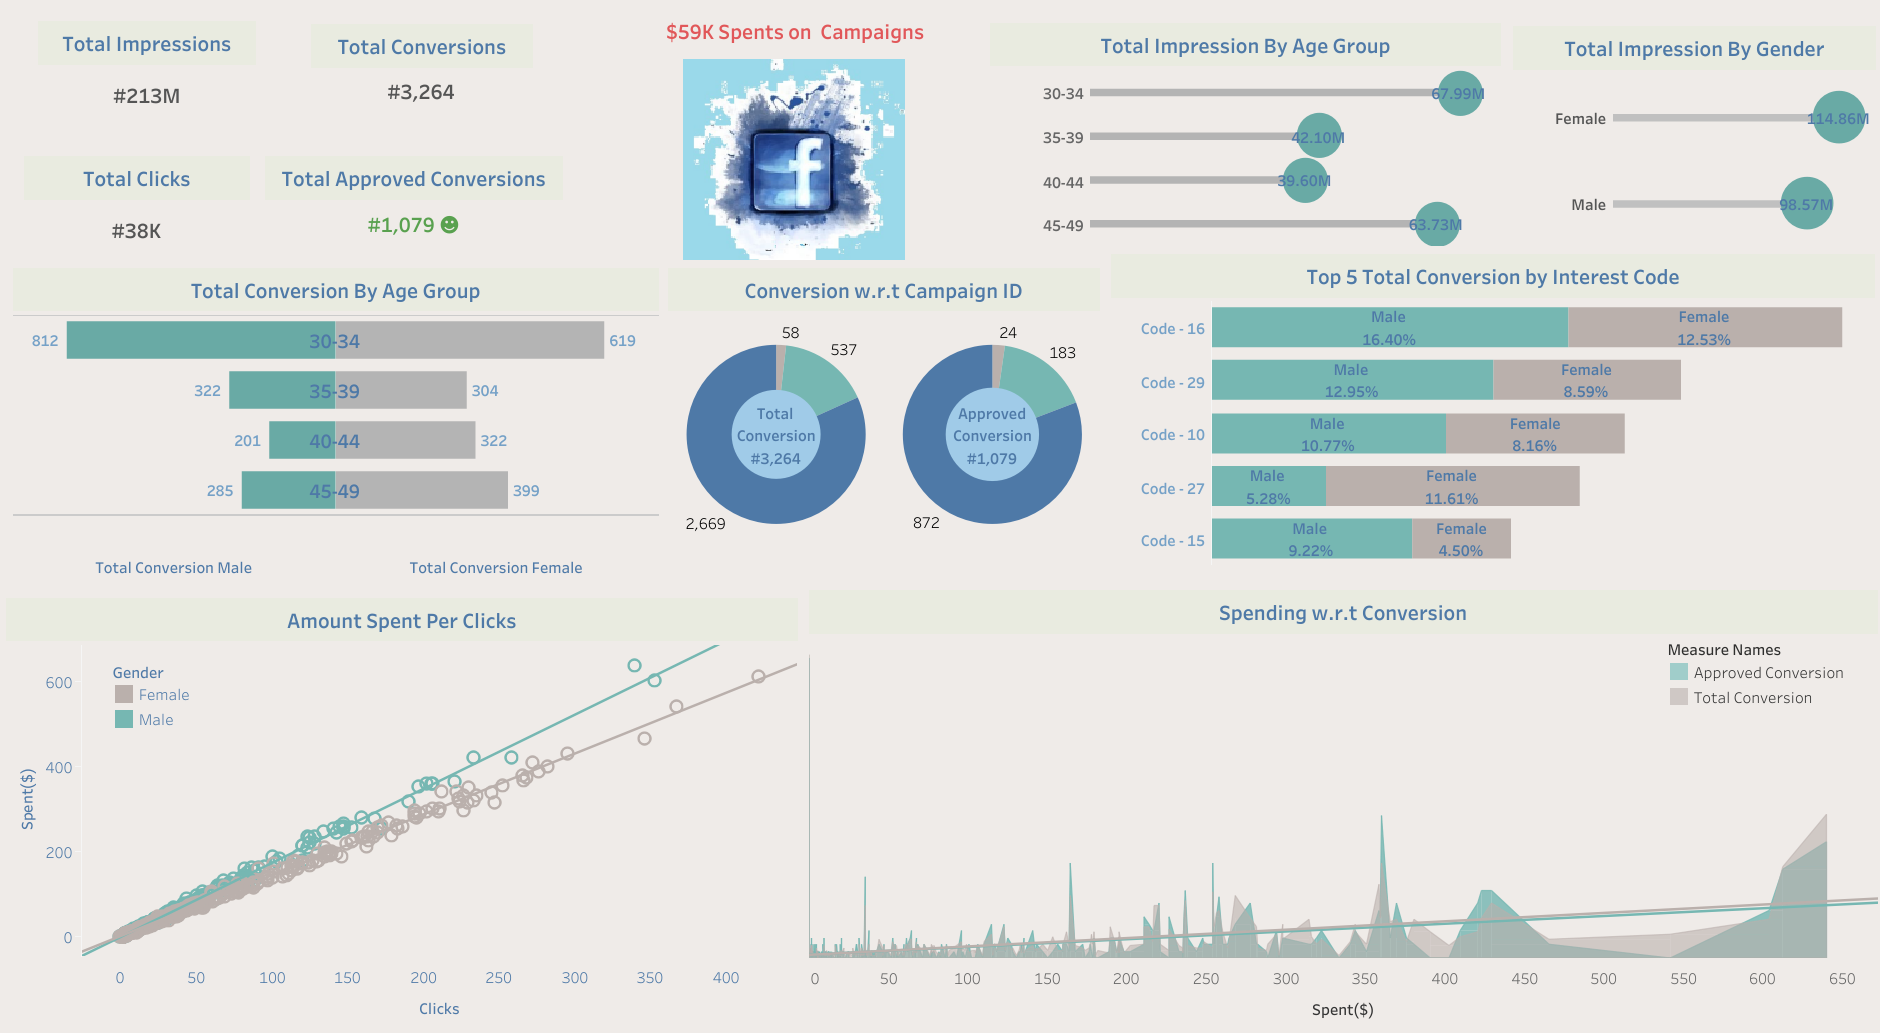 Total Impressions
#213M
Total Conversions
#3,264
Total Clicks
#38K
Total Approved Conversions
#1,079
$59K Spents on Campaigns
f
Total Impression By Age Group
30-34
67.99M
35-39
42.10M
40-44
39.60M
45-49
63.73M
Total Impression By Gender
Female
114.86M
Male
98.57M
Total Conversion By Age Group
812
30-34
619
322
35-39
304
201
40-44
322
285
45-49
399
Total Conversion Male
Total Conversion Female
Conversion w.r.t Campaign ID
58
537
Total
Conversion
#3,264
2,669
24
183
Approved
Conversion
#1,079
872
Top 5 Total Conversion by Interest Code
Code - 16
Male
16.40%
Female
12.53%
Code - 29
Male
12.95%
Female
8.59%
Code - 10
Male
10.77%
Female
8.16%
Code - 27
Male
5.28%
Female
11.61%
Code - 15
Male
9.22%
Female
4.50%
Amount Spent Per Clicks
Gender
Female
Male
Spent($)
600
400
200
0
0 50 100 150 200 250 300 350 400
Clicks
Spending w.r.t Conversion
Measure Names
Approved Conversion
Total Conversion
0 50 100 150 200 250 300 350 400 450 500 550 600 650
Spent($)